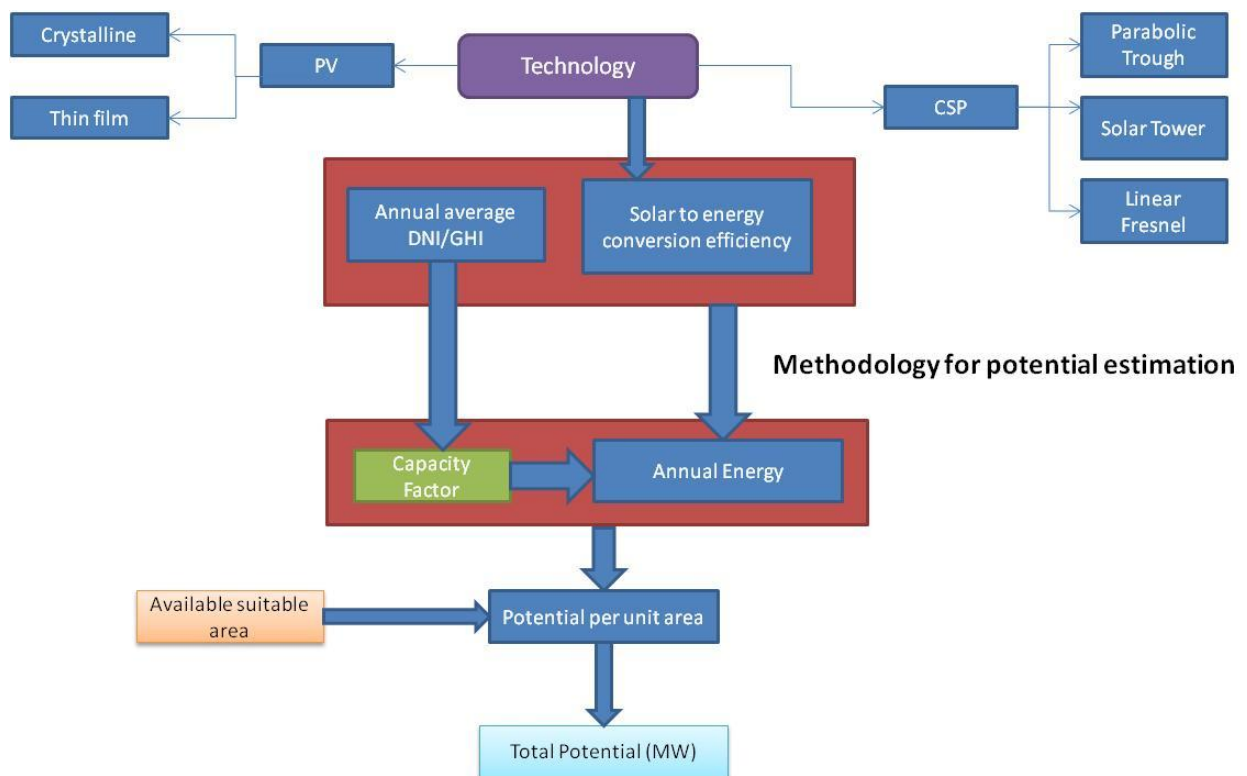 Crystalline
PV
Technology
Parabolic
Trough
Thin film
CSP
Solar Tower
Linear
Fresnel
Annual average
DNI/GHI
Solar to energy
conversion efficiency
Methodology for potential estimation
Capacity
Factor
Annual Energy
Available suitable
area
Potential per unit area
Total Potential (MW)